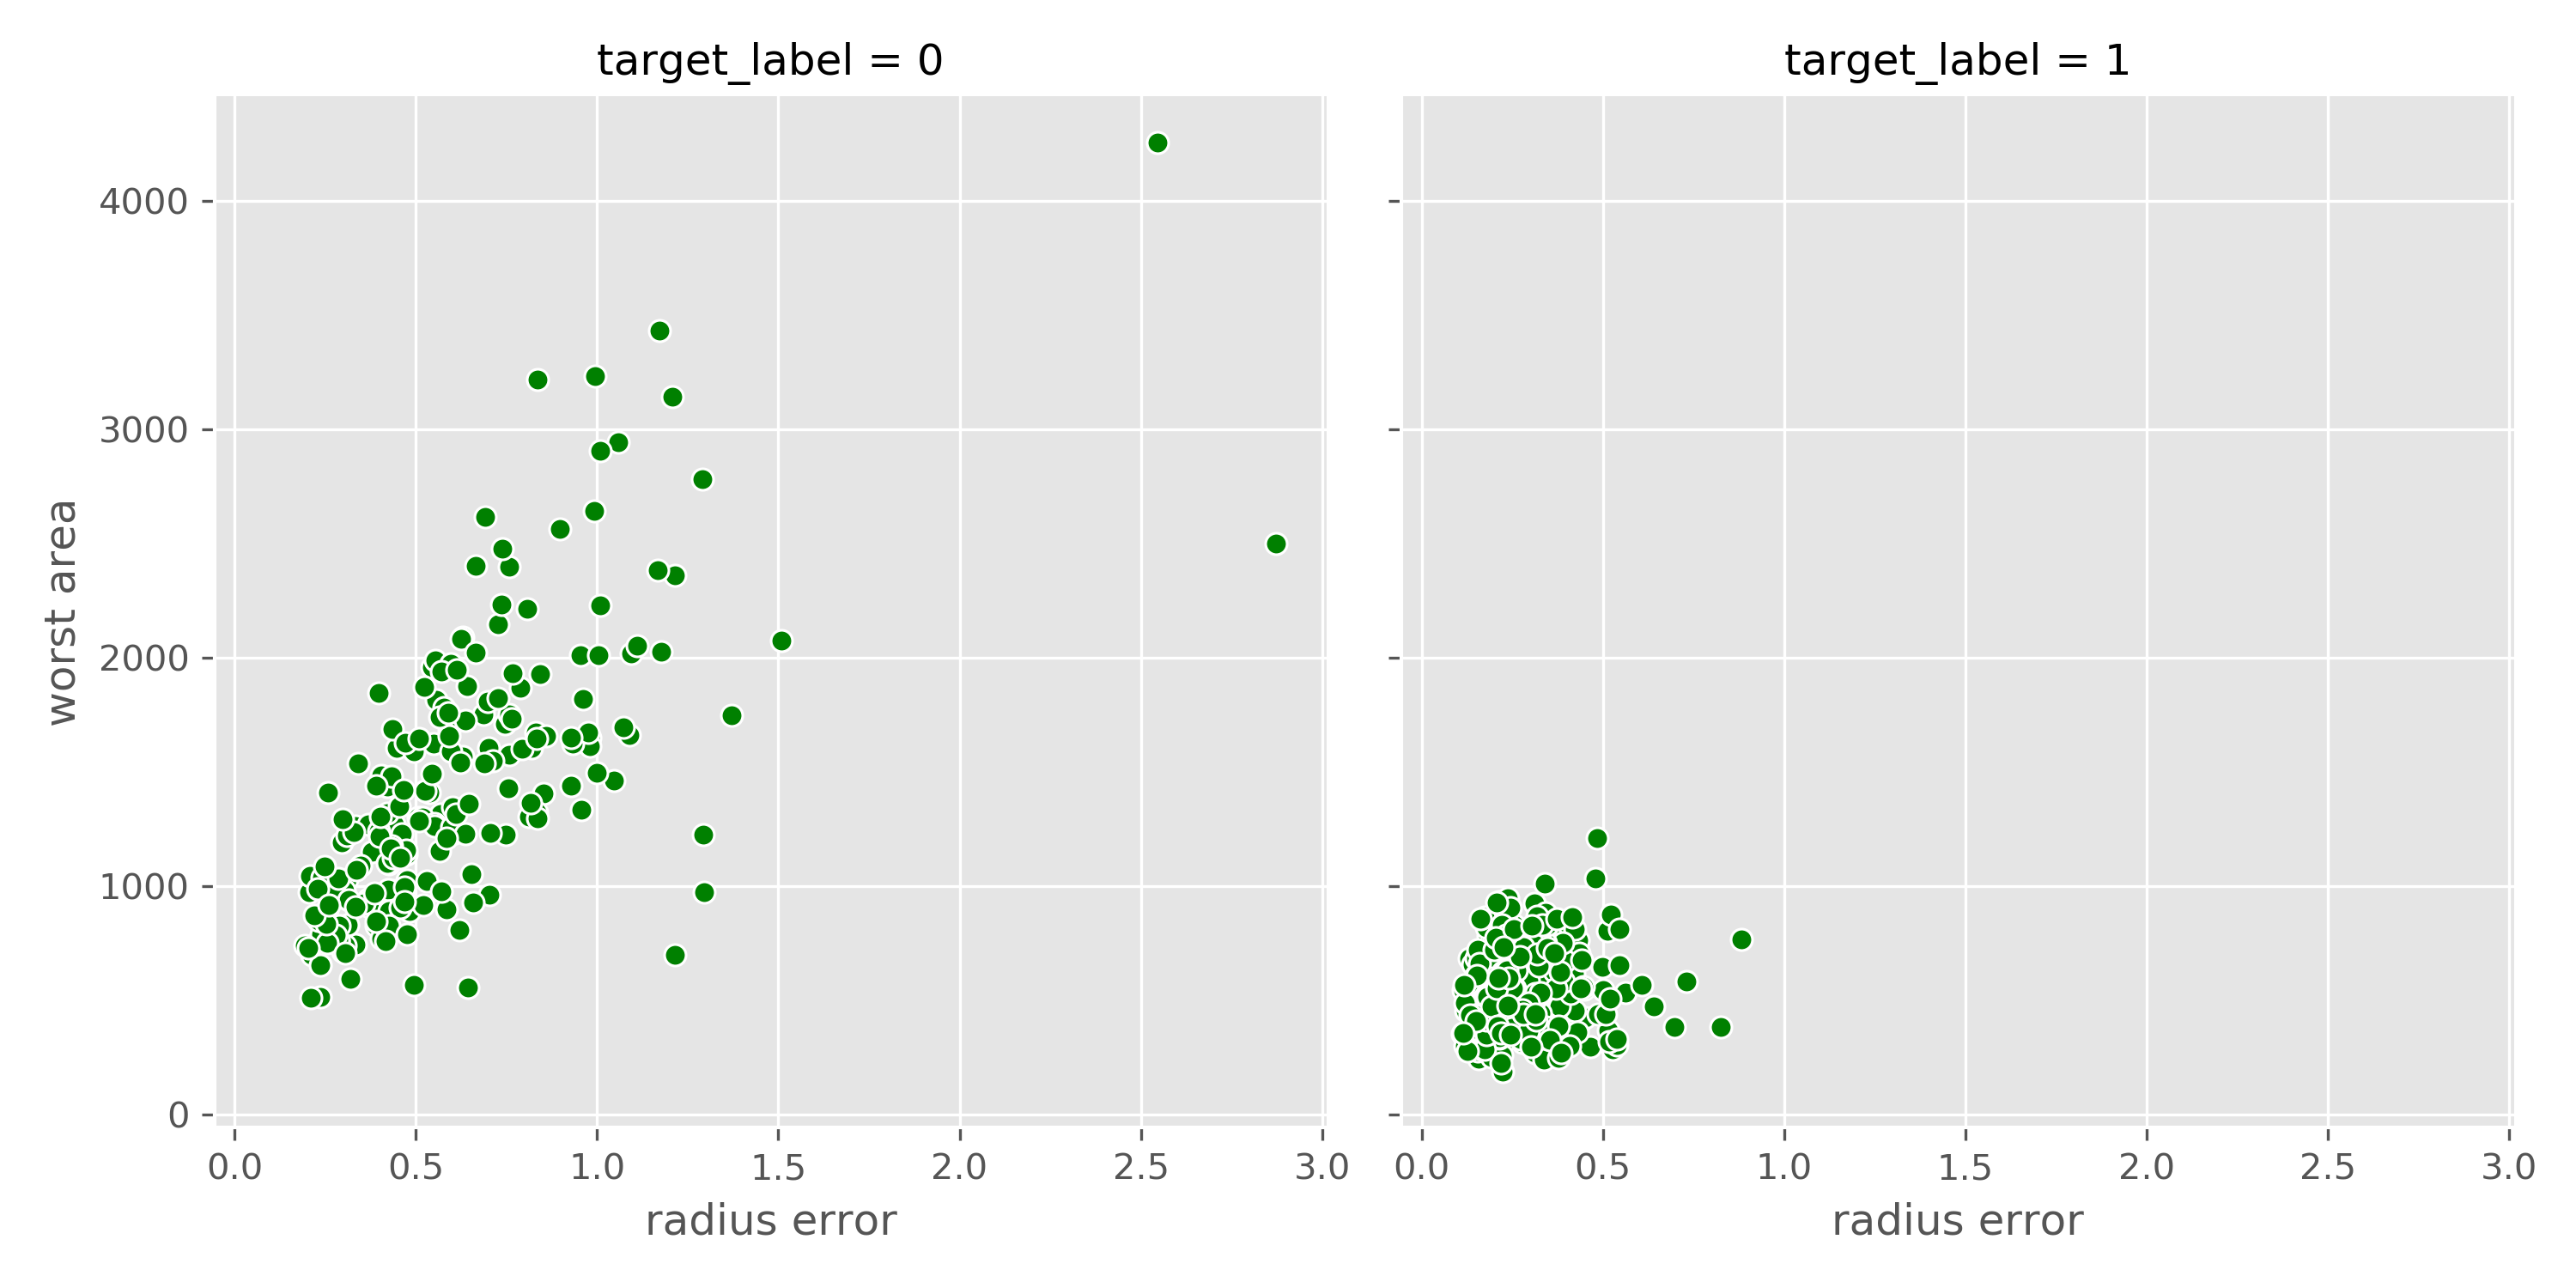 target_label = 0
target_label = 1
4000
3000
2000
1000
0
worst area
0.0 0.5 1.0 1.5 2.0 2.5 3.0
0.0 0.5 1.0 1.5 2.0 2.5 3.0
radius error
radius error